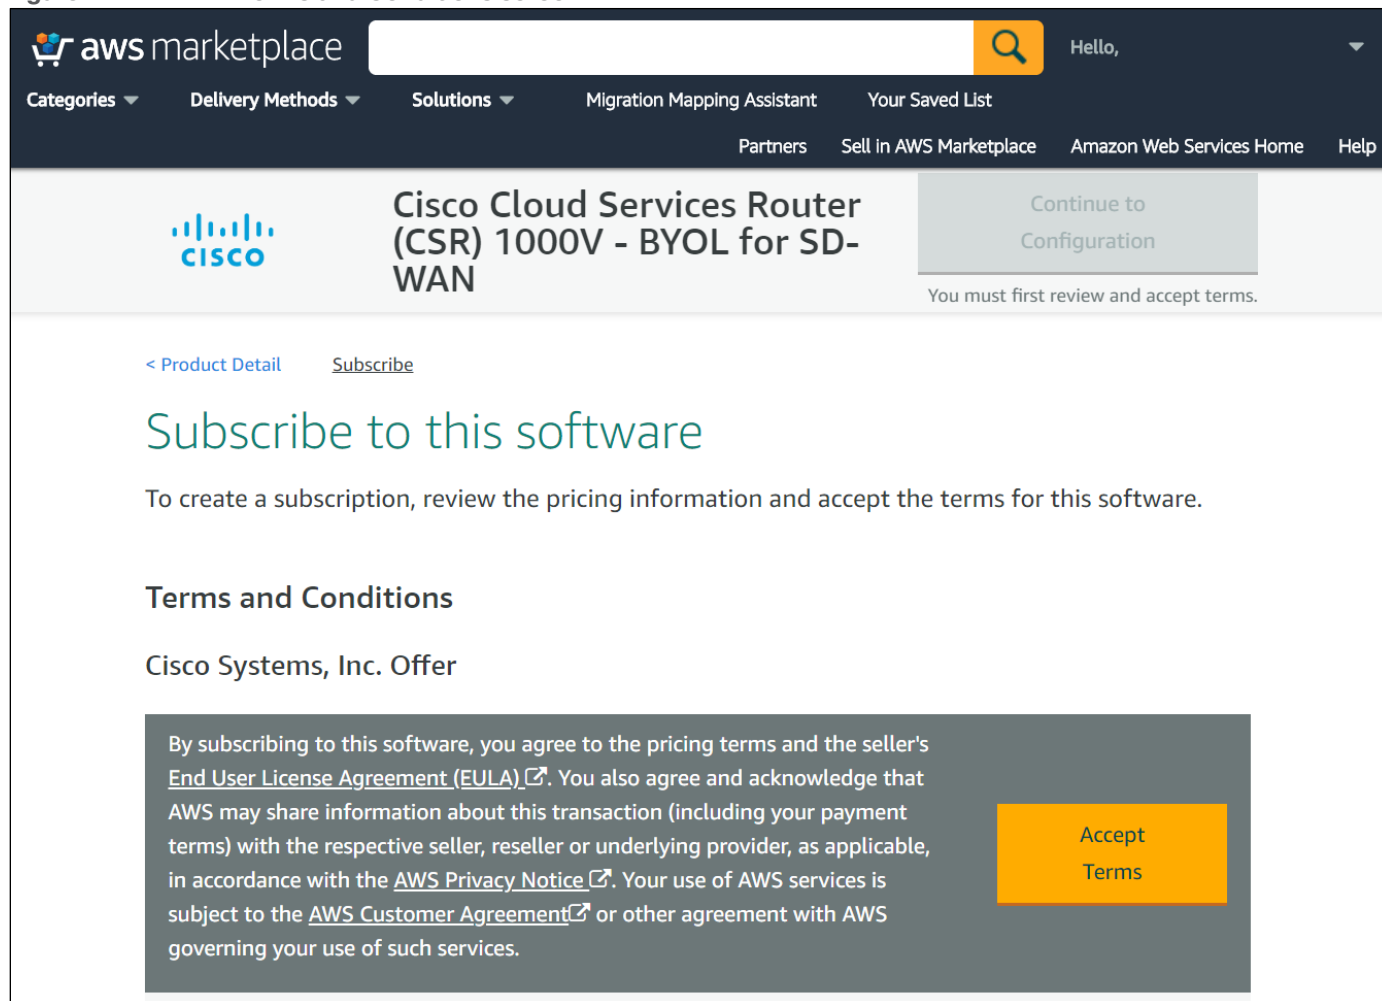 aws marketplace
Hello,
Categories Delivery Methods Solutions Migration Mapping Assistant Your Saved List
Partners Sell in AWS Marketplace Amazon Web Services Home Help
CISCO
Cisco Cloud Services Router
(CSR) 1000V - BYOL for SD-
WAN
Continue to
Configuration
You must first review and accept terms.
< Product Detail Subscribe
Subscribe to this software
To create a subscription, review the pricing information and accept the terms for this software.
Terms and Conditions
Cisco Systems, Inc. Offer
By subscribing to this software, you agree to the pricing terms and the seller's
End User License Agreement (EULA). You also agree and acknowledge that
AWS may share information about this transaction (including your payment
terms) with the respective seller, reseller or underlying provider, as applicable,
in accordance with the AWS Privacy Notice. Your use of AWS services is
subject to the AWS Customer Agreement or other agreement with AWS
governing your use of such services.
Accept
Terms